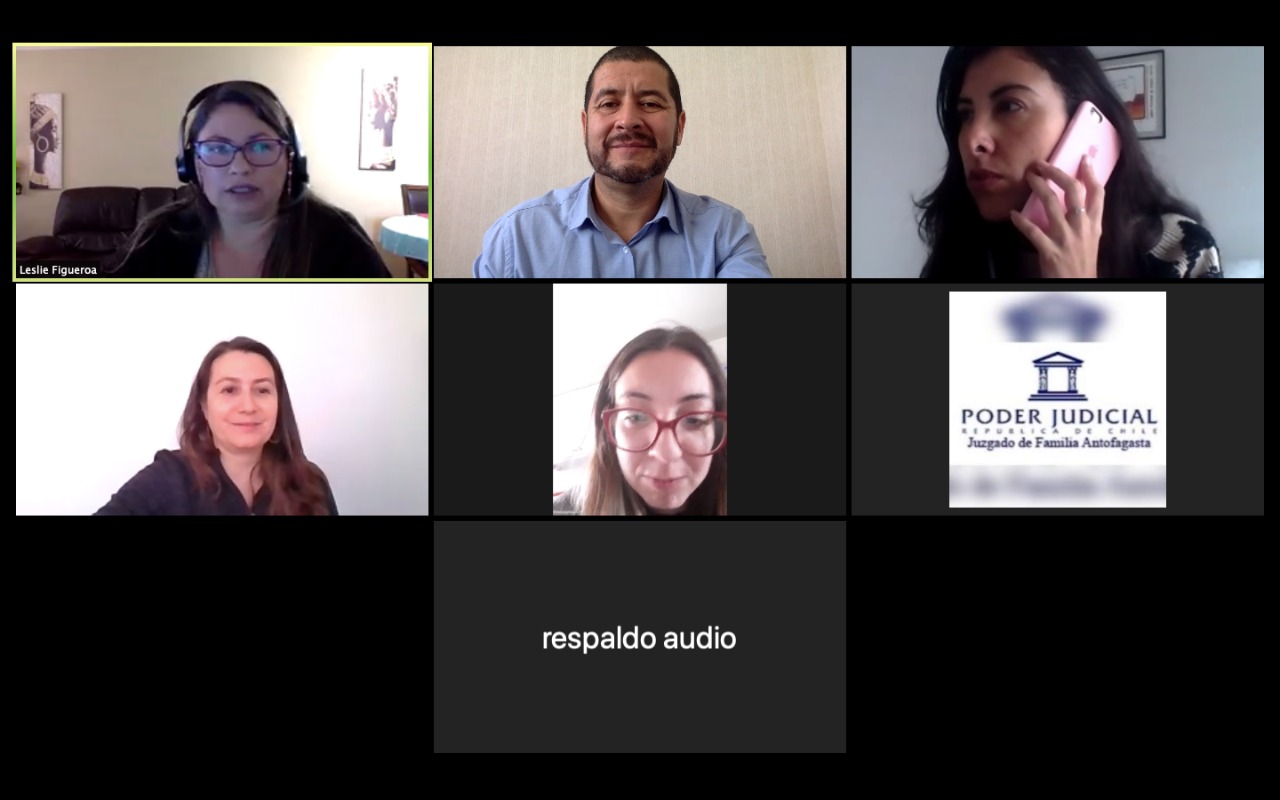 Leslie Figueroa
PODER JUDICIAL
REPUBLICA DE CHILE
Juzgado de Familia Antofagasta
respaldo audio